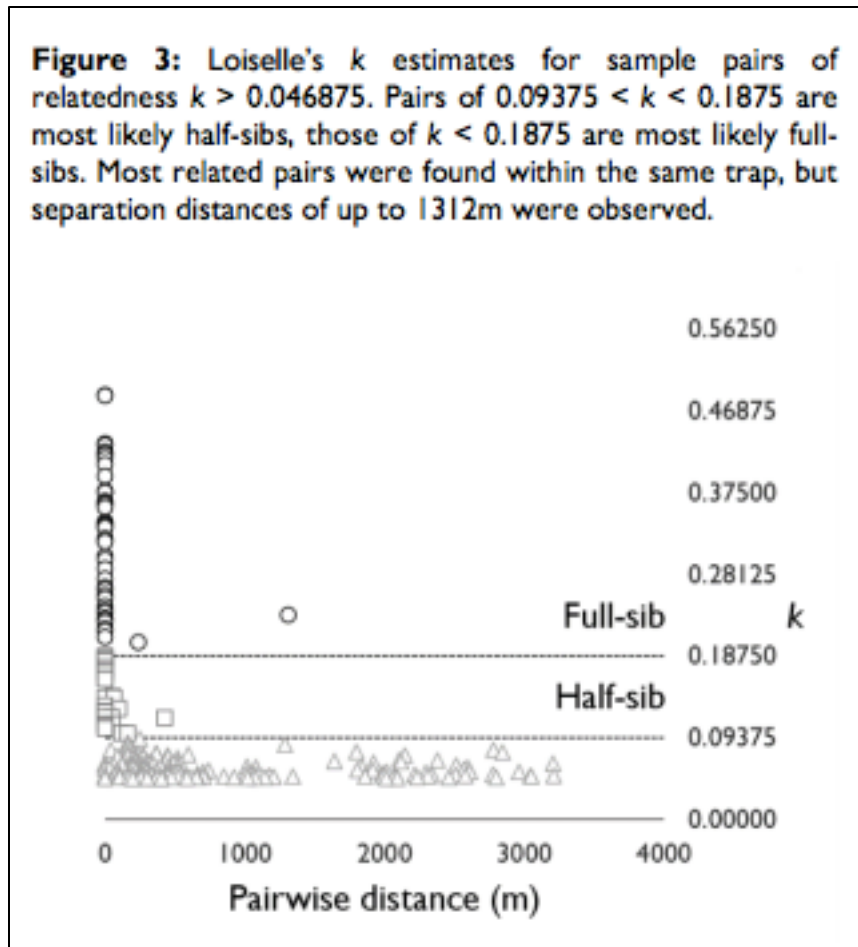 Figure 3: Loiselle's k estimates for sample pairs of
relatedness k > 0.046875. Pairs of 0.09375 < k < 0.1875 are
most likely half-sibs, those of k < 0.1875 are most likely full-
sibs. Most related pairs were found within the same trap, but
separation distances of up to 1312m were observed.
0.56250
0.46875
0.37500
0.28125
Full-sib k
0.18750
Half-sib
0.09375
0.00000
0 1000 2000 3000 4000
Pairwise distance (m)